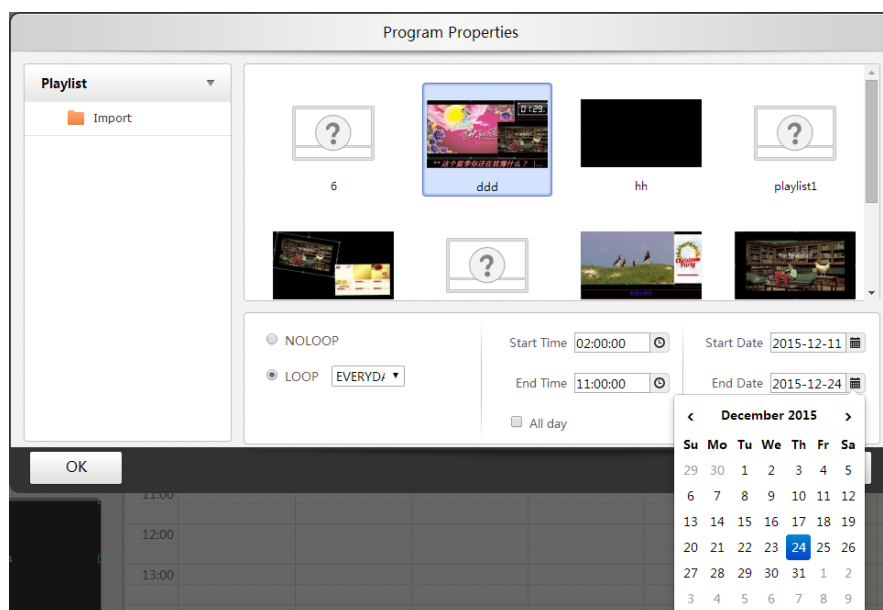 Program Properties
Playlist
Import
6
ddd
hh
playlist1
01:29.
Christmas
Party
NOLOOP
LOOP EVERYDA
Start Time 02:00:00
End Time 11:00:00
All day
Start Date 2015-12-11
End Date 2015-12-24
December 2015
Su Mo Tu We Th Fr Sa
29 30 1 2 3 4 5
6 7 8 9 10 11 12
13 14 15 16 17 18 19
20 21 22 23 24 25 26
27 28 29 30 31 1 2
3 4 5 6 7 8 9
OK
11:00
12:00
13:00